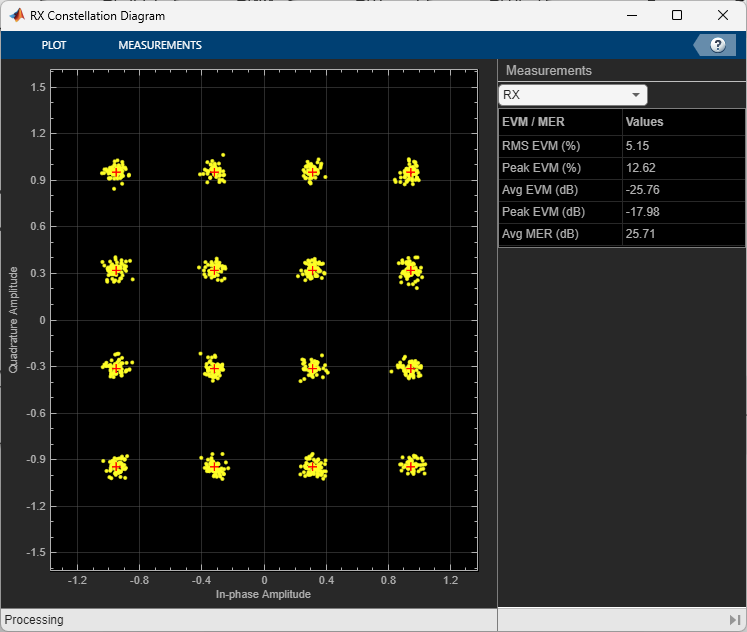 RX Constellation Diagram
PLOT MEASUREMENTS ?
Measurements
RX
EVM / MER Values
RMS EVM (%) 5.15
Peak EVM (%) 12.62
Avg EVM (dB) -25.76
Peak EVM (dB) -17.98
Avg MER (dB) 25.71
1.5
1.2
0.9
0.6
0.3
0
-0.3
-0.6
-0.9
-1.2
-1.5
Quadrature Amplitude
-1.2 -0.8 -0.4 0 0.4 0.8 1.2
In-phase Amplitude
Processing